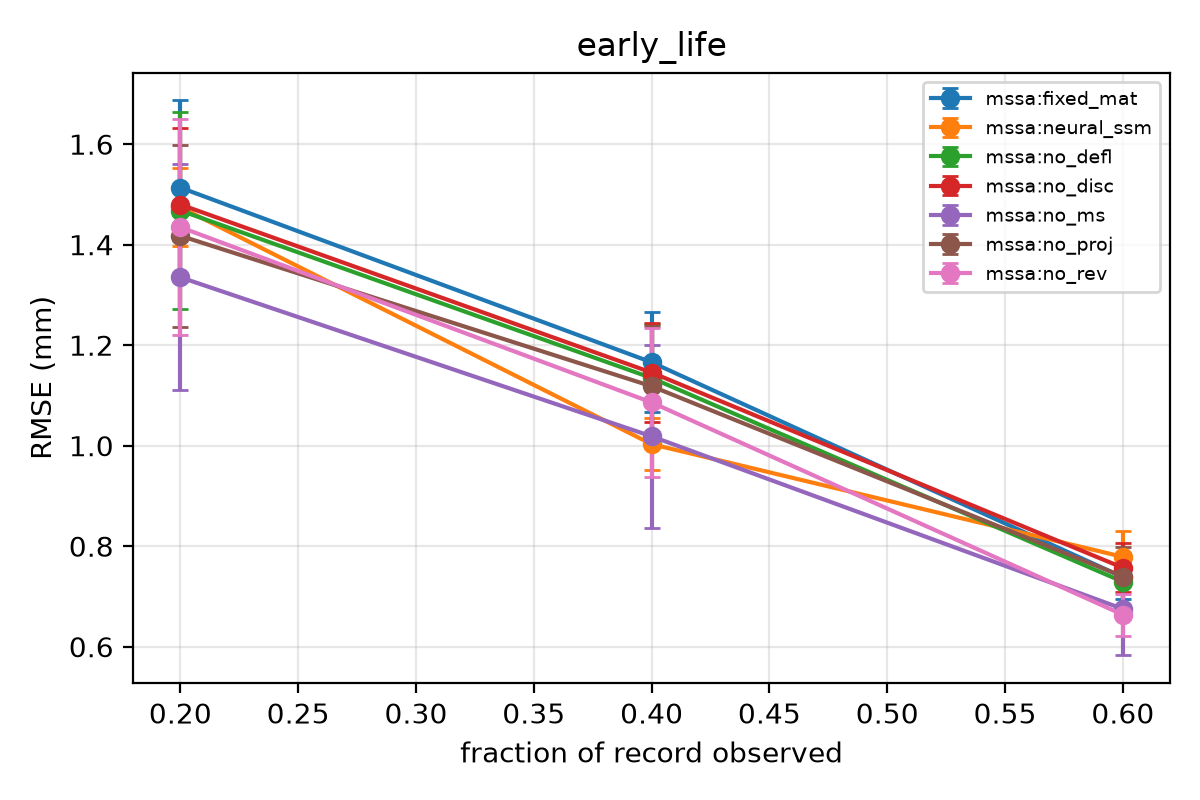 early_life
mssa:fixed_mat
mssa:neural_ssm
mssa:no_defl
mssa:no_disc
mssa:no_ms
mssa:no_proj
mssa:no_rev
RMSE (mm)
1.6
1.4
1.2
1.0
0.8
0.6
0.20 0.25 0.30 0.35 0.40 0.45 0.50 0.55 0.60
fraction of record observed